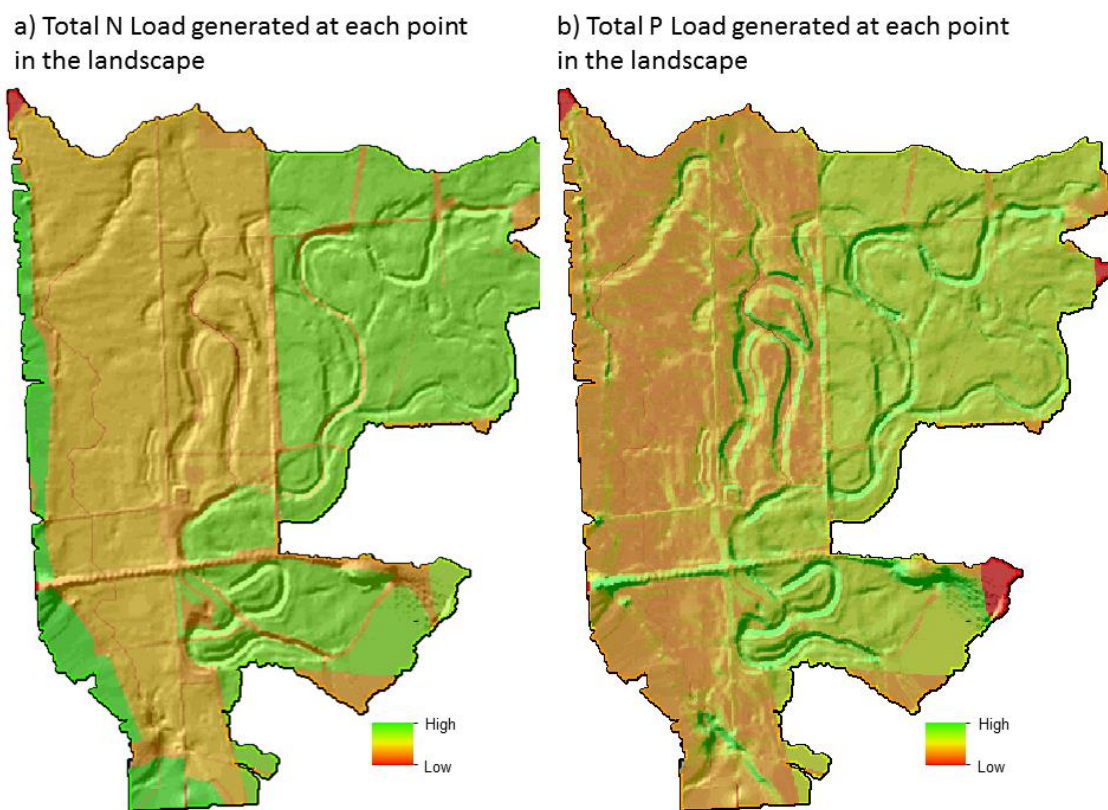 a) Total N Load generated at each point
in the landscape
b) Total P Load generated at each point
in the landscape
High
Low
High
Low